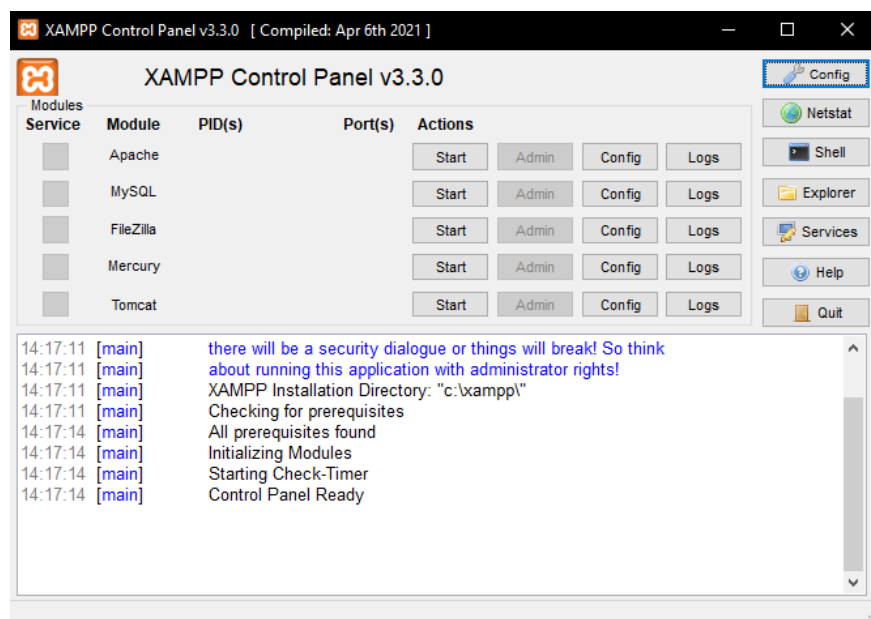 XAMPP Control Panel v3.3.0 [ Compiled: Apr 6th 2021 ]
XAMPP Control Panel v3.3.0
Config
Netstat
Shell
Explorer
Services
Help
Quit
Modules
Service Module PID(s) Port(s) Actions
Apache Start Admin Config Logs
MySQL Start Admin Config Logs
FileZilla Start Admin Config Logs
Mercury Start Admin Config Logs
Tomcat Start Admin Config Logs
14:17:11 [main] there will be a security dialogue or things will break! So think
14:17:11 [main] about running this application with administrator rights!
14:17:11 [main] XAMPP Installation Directory: "c:\xampp\"
14:17:11 [main] Checking for prerequisites
14:17:14 [main] All prerequisites found
14:17:14 [main] Initializing Modules
14:17:14 [main] Starting Check-Timer
14:17:14 [main] Control Panel Ready